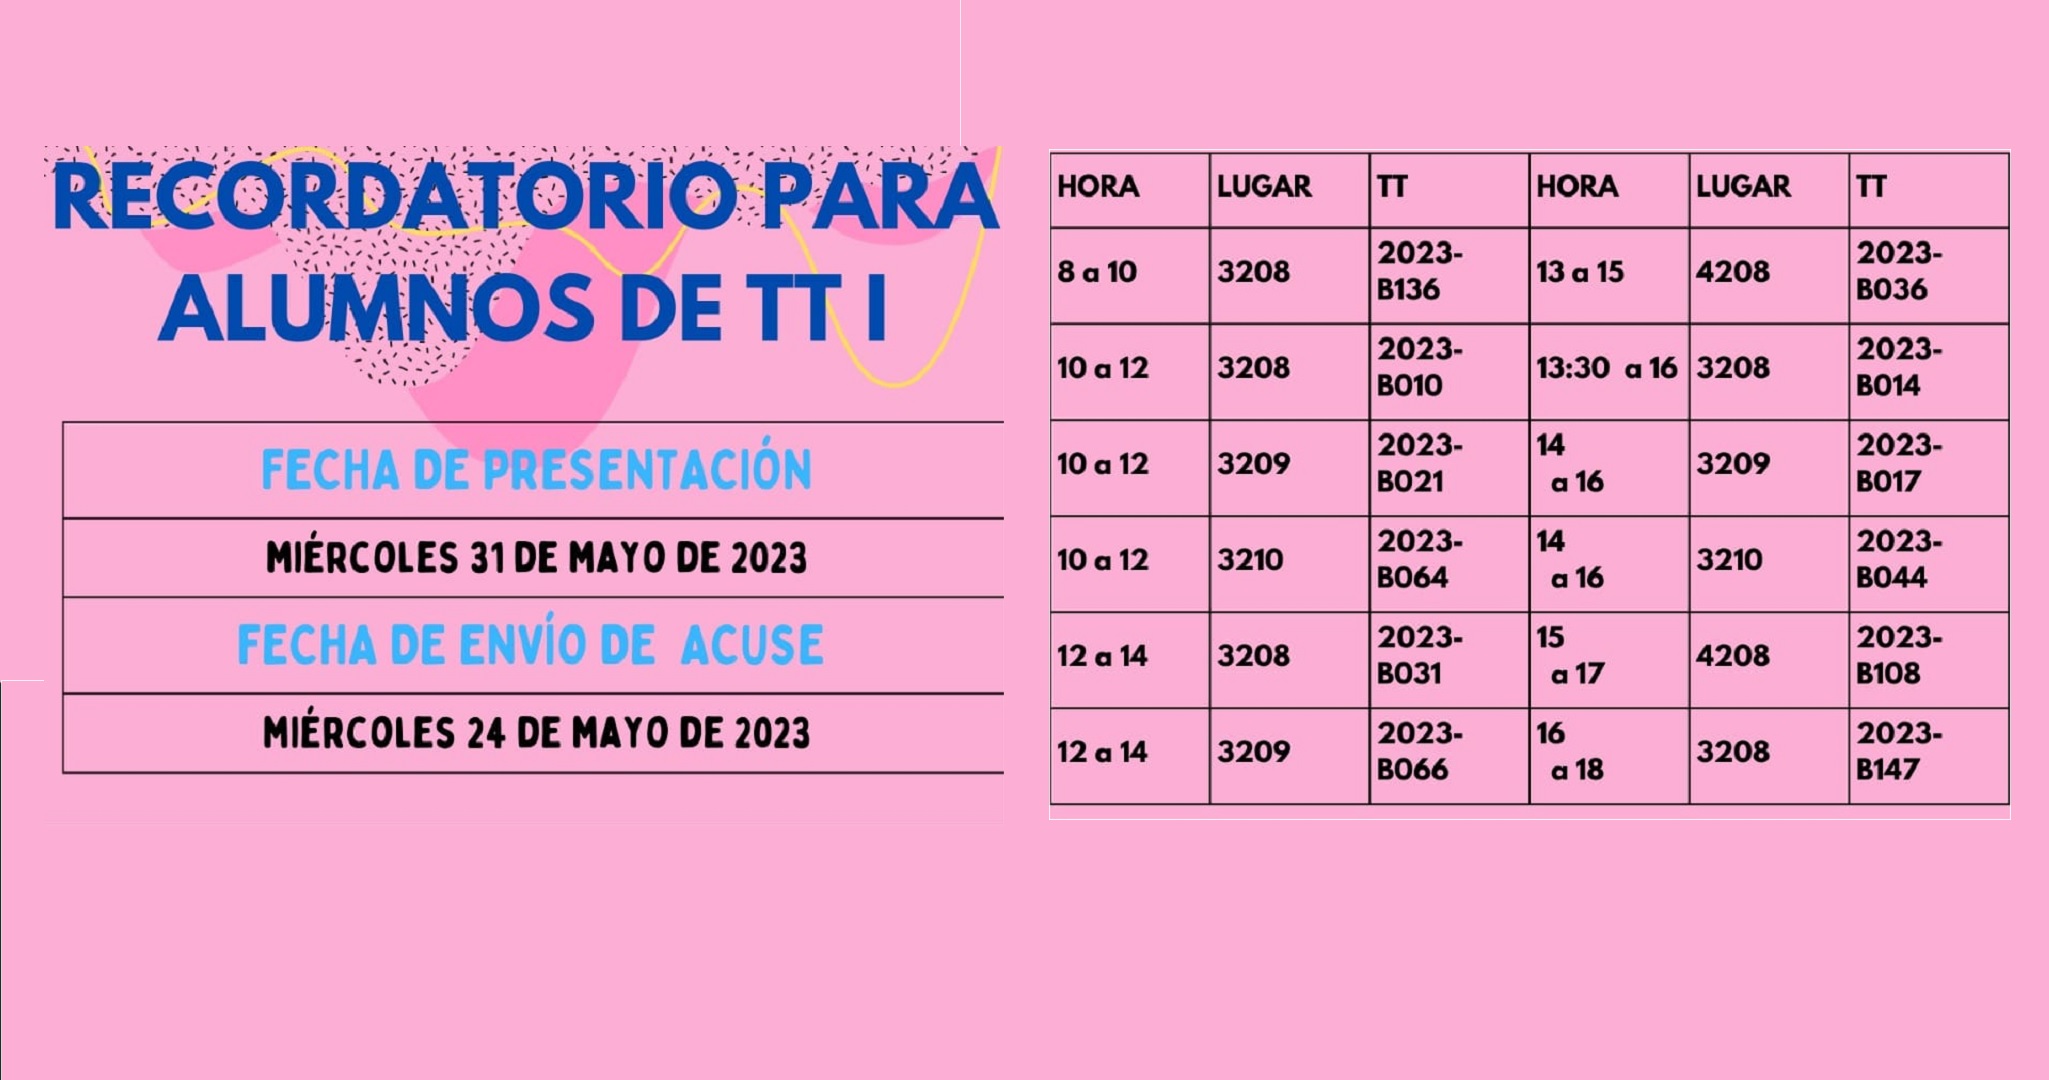 RECORDATORIO PARA
ALUMNOS DE TT I
FECHA DE PRESENTACIÓN
MIÉRCOLES 31 DE MAYO DE 2023
FECHA DE ENVÍO DE ACUSE
MIÉRCOLES 24 DE MAYO DE 2023
HORA LUGAR TT HORA LUGAR TT
8 a 10 3208 2023-B136 13 a 15 4208 2023-B036
10 a 12 3208 2023-B010 13:30 a 16 3208 2023-B014
10 a 12 3209 2023-B021 14 a 16 3209 2023-B017
10 a 12 3210 2023-B064 14 a 16 3210 2023-B044
12 a 14 3208 2023-B031 15 a 17 4208 2023-B108
12 a 14 3209 2023-B066 16 a 18 3208 2023-B147